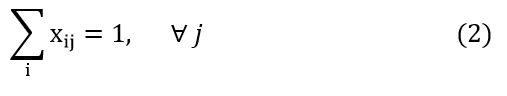 ∑ᵢ xᵢⱼ = 1, ∀ j (2)